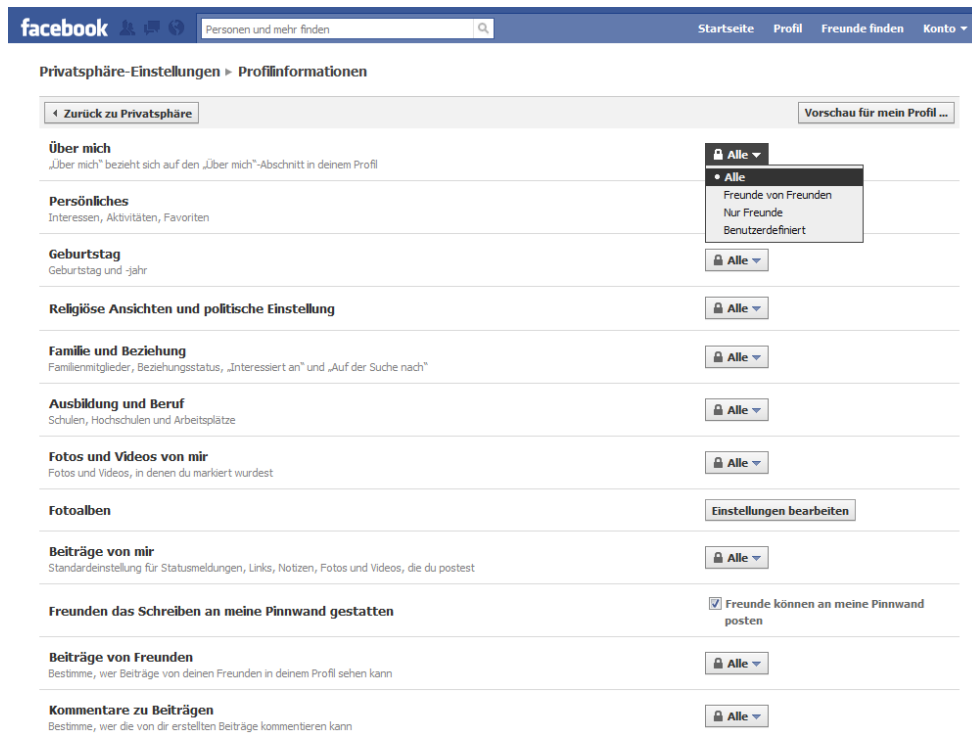 facebook
Personen und mehr finden
Startseite Profil Freunde finden Konto
Privatsphäre-Einstellungen ▸ Profilinformationen
Zurück zu Privatsphäre
Vorschau für mein Profil ...
Über mich
„Über mich“ bezieht sich auf den „Über mich“-Abschnitt in deinem Profil
Alle
Alle
Freunde von Freunden
Nur Freunde
Benutzerdefiniert
Persönliches
Interessen, Aktivitäten, Favoriten
Geburtstag
Geburtstag und -jahr
Alle
Religiöse Ansichten und politische Einstellung
Alle
Familie und Beziehung
Familienmitglieder, Beziehungsstatus, „Interessiert an“ und „Auf der Suche nach“
Alle
Ausbildung und Beruf
Schulen, Hochschulen und Arbeitsplätze
Alle
Fotos und Videos von mir
Fotos und Videos, in denen du markiert wurdest
Alle
Fotoalben
Einstellungen bearbeiten
Beiträge von mir
Standardeinstellung für Statusmeldungen, Links, Notizen, Fotos und Videos, die du postest
Alle
Freunden das Schreiben an meine Pinnwand gestatten
Freunde können an meine Pinnwand
posten
Beiträge von Freunden
Bestimme, wer Beiträge von deinen Freunden in deinem Profil sehen kann
Alle
Kommentare zu Beiträgen
Bestimme, wer die von dir erstellten Beiträge kommentieren kann
Alle